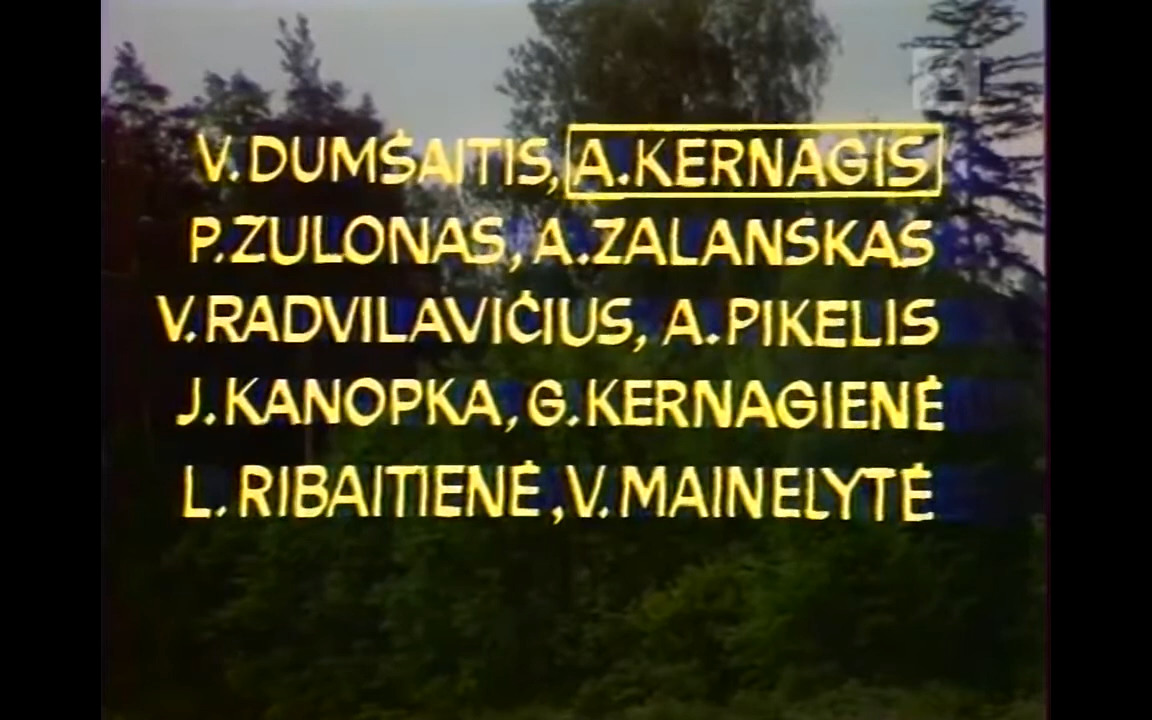 V. DUMŠAITIS, A. KERNAGIS
P. ZULONAS, A. ZALANSKAS
V. RADVILAVIČIUS, A. PIKELIS
J. KANOPKA, G. KERNAGIENĖ
L. RIBAITIENĖ, V. MAINELYTĖ